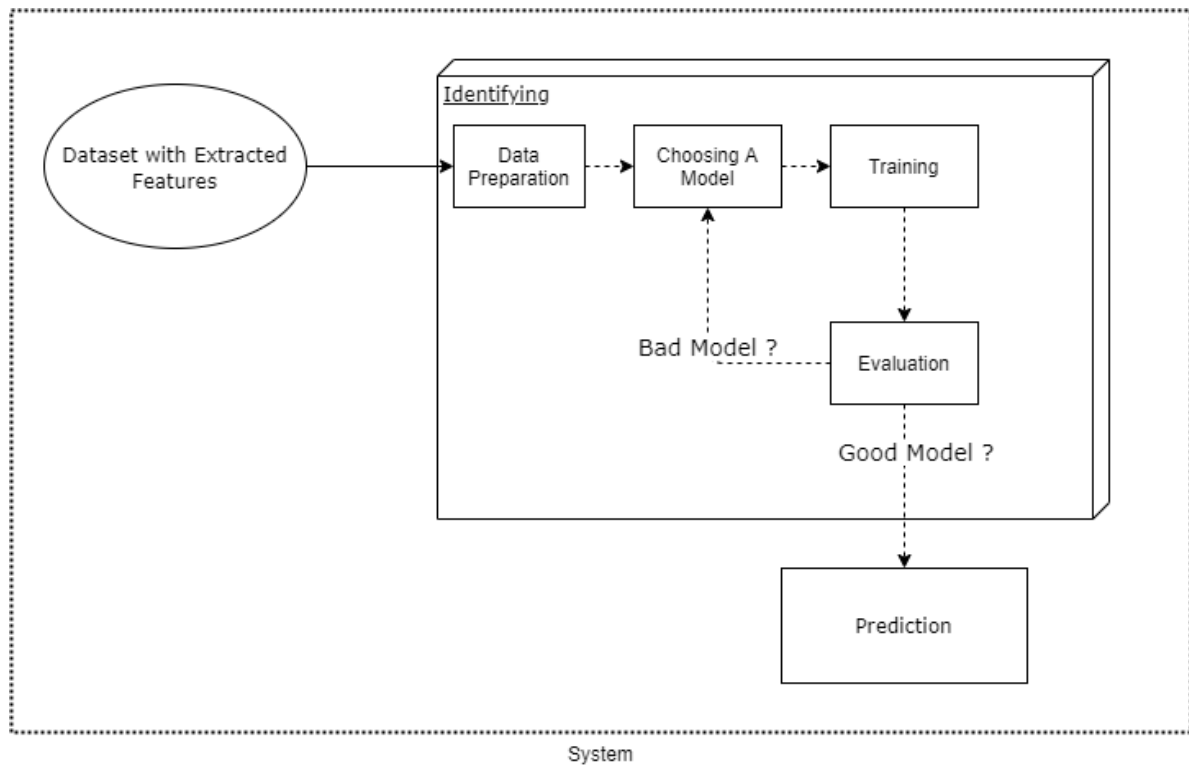 Identifying
Dataset with Extracted
Features
Data
Preparation
Choosing A
Model
Training
Bad Model ?
Evaluation
Good Model ?
Prediction
System